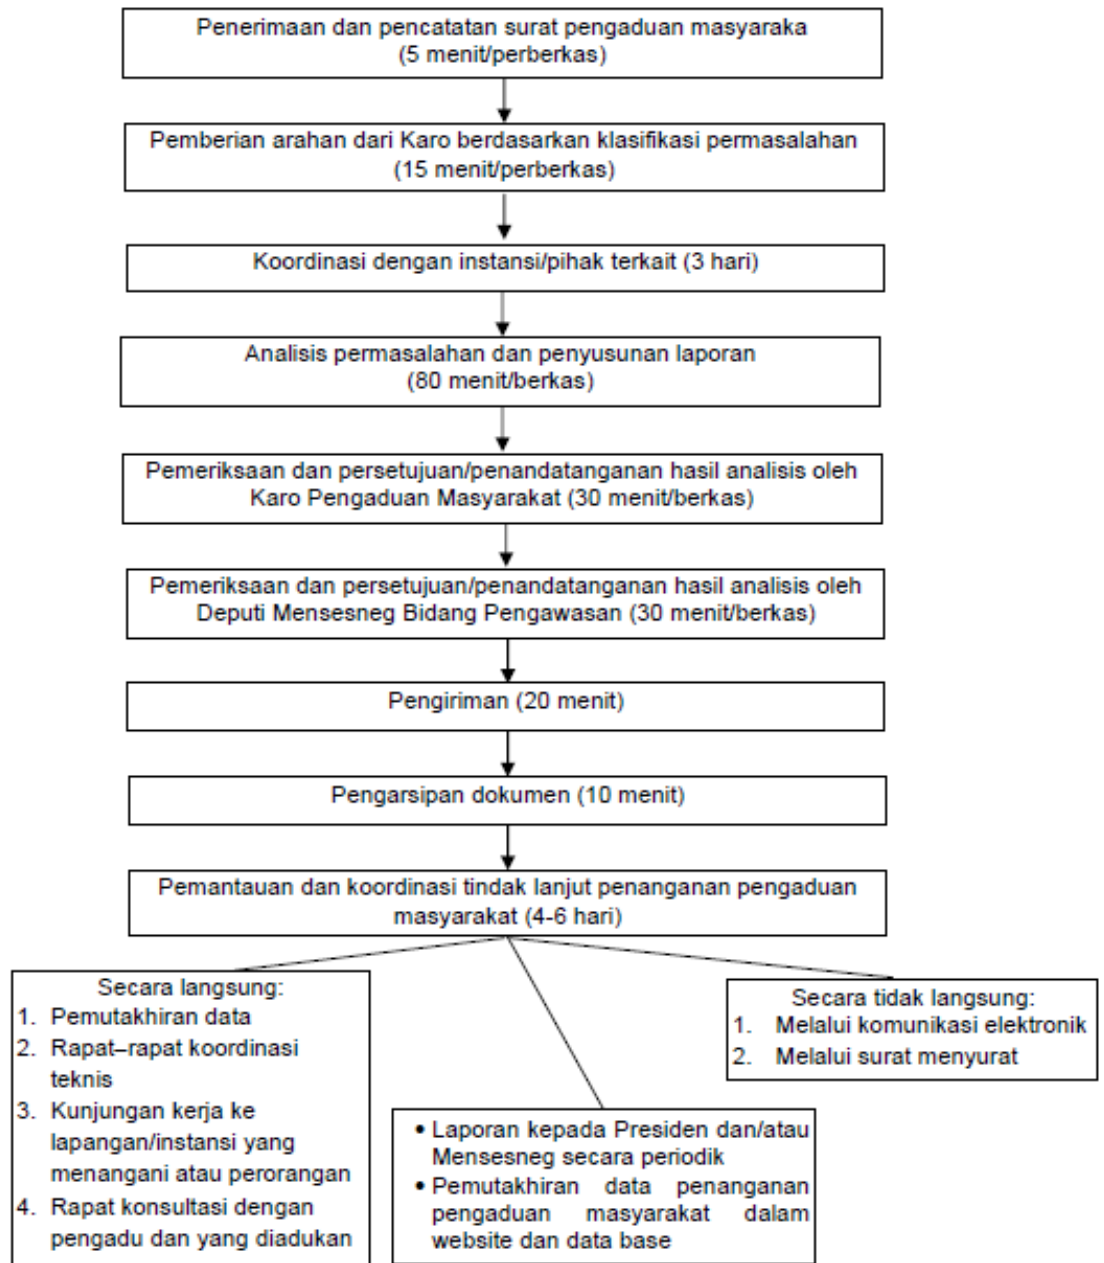 Penerimaan dan pencatatan surat pengaduan masyaraka
(5 menit/perberkas)
Pemberian arahan dari Karo berdasarkan klasifikasi permasalahan
(15 menit/perberkas)
Koordinasi dengan instansi/pihak terkait (3 hari)
Analisis permasalahan dan penyusunan laporan
(80 menit/berkas)
Pemeriksaan dan persetujuan/penandatanganan hasil analisis oleh
Karo Pengaduan Masyarakat (30 menit/berkas)
Pemeriksaan dan persetujuan/penandatanganan hasil analisis oleh
Deputi Mensesneg Bidang Pengawasan (30 menit/berkas)
Pengiriman (20 menit)
Pengarsipan dokumen (10 menit)
Pemantauan dan koordinasi tindak lanjut penanganan pengaduan
masyarakat (4-6 hari)
Secara langsung:
1. Pemutakhiran data
2. Rapat–rapat koordinasi
teknis
3. Kunjungan kerja ke
lapangan/instansi yang
menangani atau perorangan
4. Rapat konsultasi dengan
pengadu dan yang diadukan
• Laporan kepada Presiden dan/atau
Mensesneg secara periodik
• Pemutakhiran data penanganan
pengaduan masyarakat dalam
website dan data base
Secara tidak langsung:
1. Melalui komunikasi elektronik
2. Melalui surat menyurat